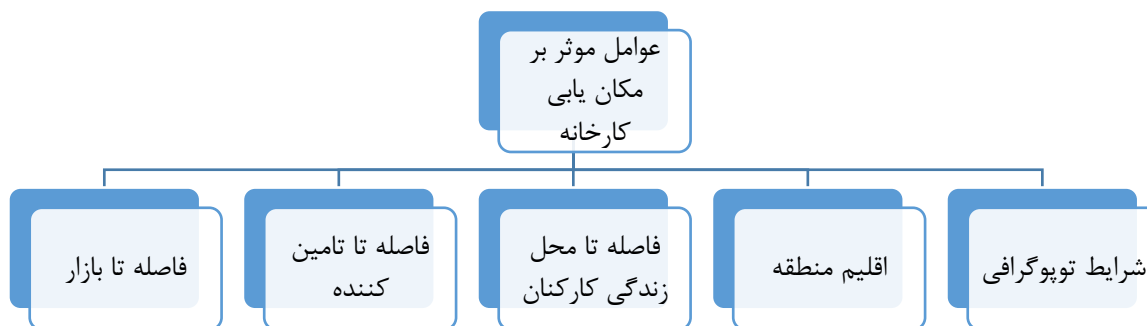 عوامل موثر بر
مکان یابی
کارخانه
شرایط توپوگرافی
اقلیم منطقه
فاصله تا محل
زندگی کارکنان
فاصله تا تامین
کننده
فاصله تا بازار